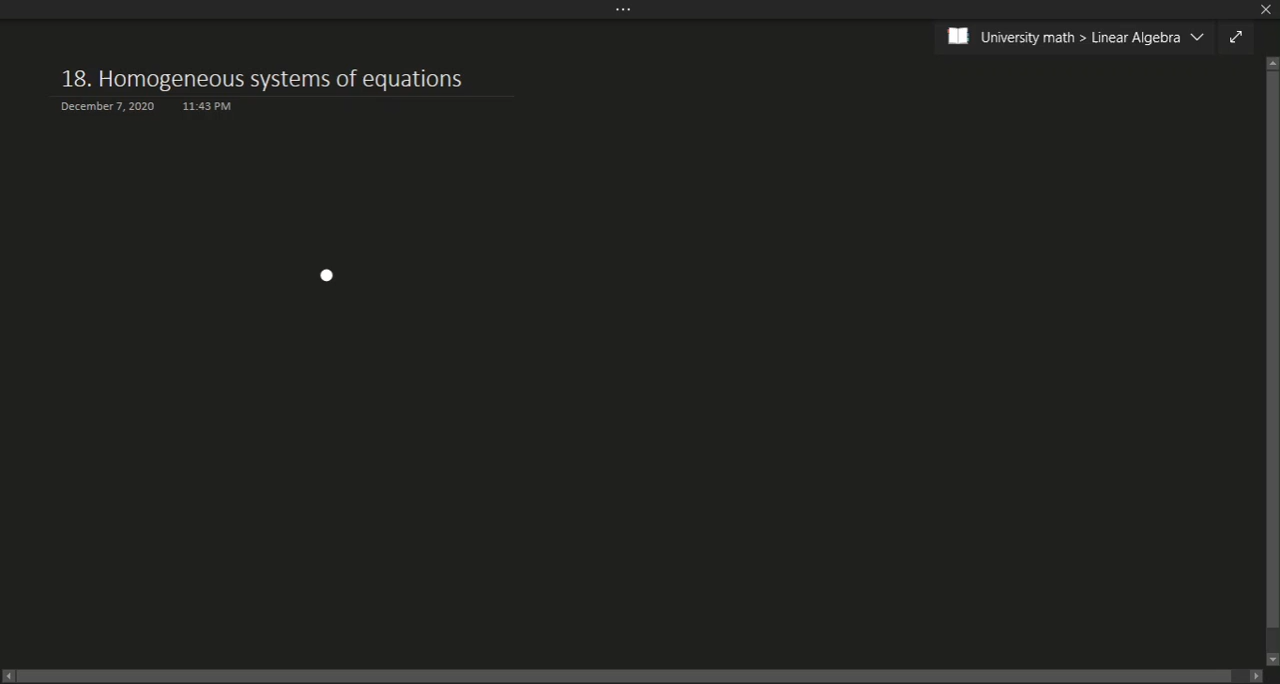 University math > Linear Algebra
18. Homogeneous systems of equations
December 7, 2020 11:43 PM